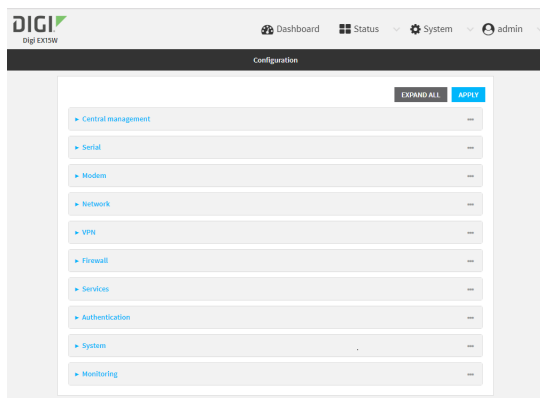 DIGI
Digi EX15W
Dashboard
Status
System
admin
Configuration
EXPAND ALL
APPLY
Central management
Serial
Modem
Network
VPN
Firewall
Services
Authentication
System
Monitoring